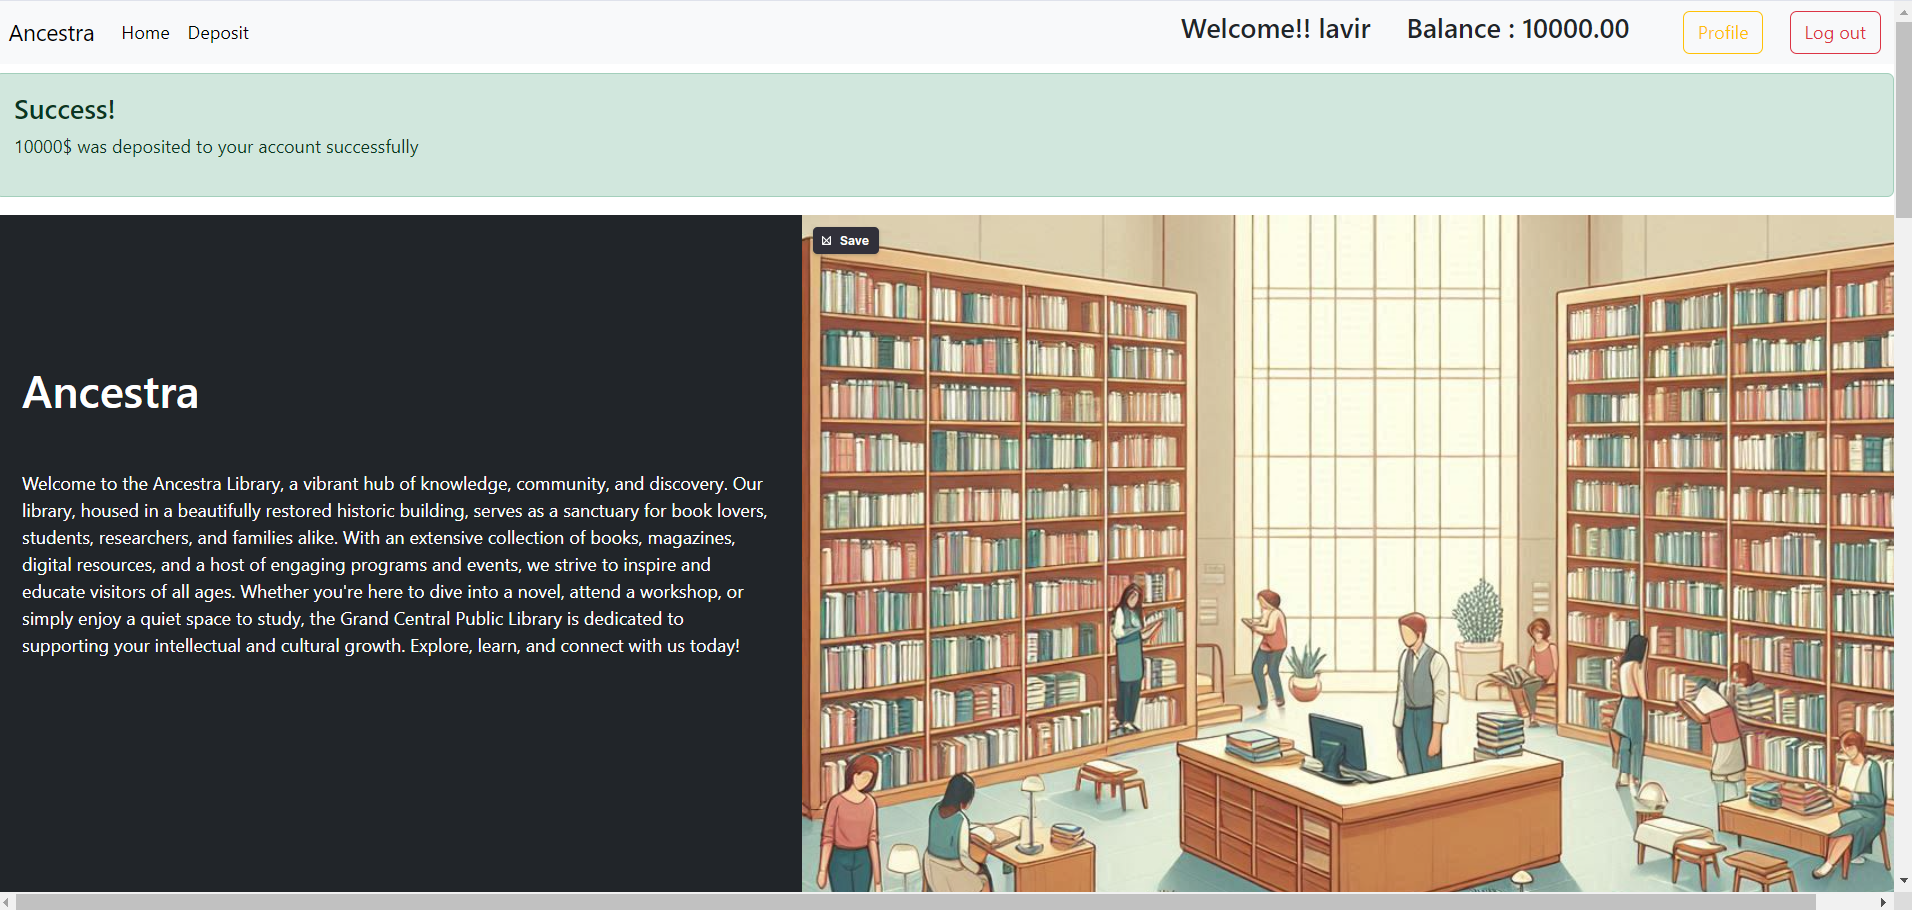 Ancestra Home Deposit Welcome!! lavir Balance : 10000.00 Profile Log out
Success!
10000$ was deposited to your account successfully
Save
Ancestra
Welcome to the Ancestra Library, a vibrant hub of knowledge, community, and discovery. Our
library, housed in a beautifully restored historic building, serves as a sanctuary for book lovers,
students, researchers, and families alike. With an extensive collection of books, magazines,
digital resources, and a host of engaging programs and events, we strive to inspire and
educate visitors of all ages. Whether you're here to dive into a novel, attend a workshop, or
simply enjoy a quiet space to study, the Grand Central Public Library is dedicated to
supporting your intellectual and cultural growth. Explore, learn, and connect with us today!